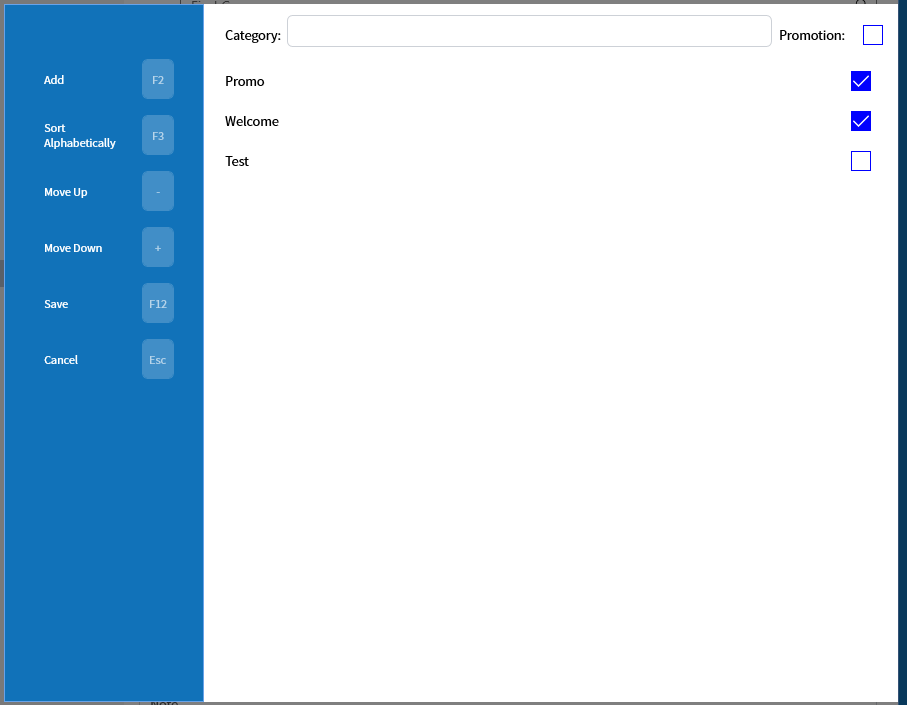 Category:
Promotion:
Add
F2
Sort
Alphabetically
F3
Move Up
-
Move Down
+
Save
F12
Cancel
Esc
Promo
Welcome
Test